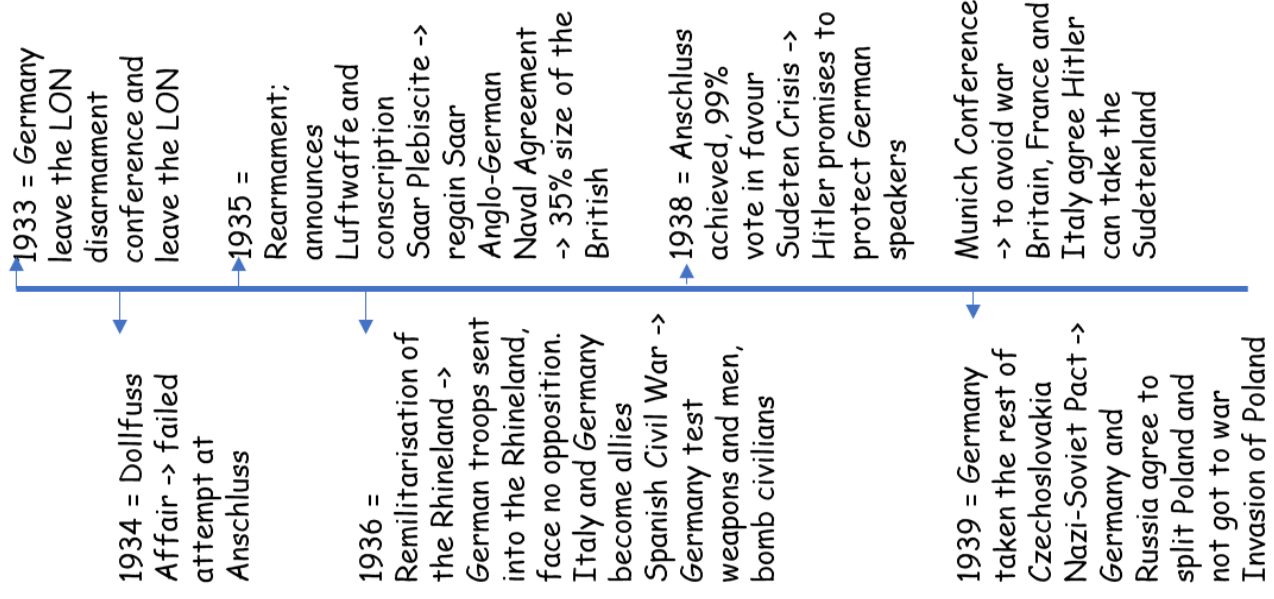 1933 = Germany
leave the LON
disarmament
conference and
leave the LON
1934 = Dollfuss
Affair -> failed
attempt at
Anschluss
1935 =
Rearmament;
announces
Luftwaffe and
conscription
Saar Plebiscite ->
regain Saar
Anglo-German
Naval Agreement
-> 35% size of the
British
1936 =
Remilitarisation of
the Rhineland ->
German troops sent
into the Rhineland,
face no opposition.
Italy and Germany
become allies
Spanish Civil War ->
Germany test
weapons and men,
bomb civilians
1938 = Anschluss
achieved, 99%
vote in favour
Sudeten Crisis ->
Hitler promises to
protect German
speakers
Munich Conference
-> to avoid war
Britain, France and
Italy agree Hitler
can take the
Sudetenland
1939 = Germany
taken the rest of
Czechoslovakia
Nazi-Soviet Pact ->
Germany and
Russia agree to
split Poland and
not got to war
Invasion of Poland